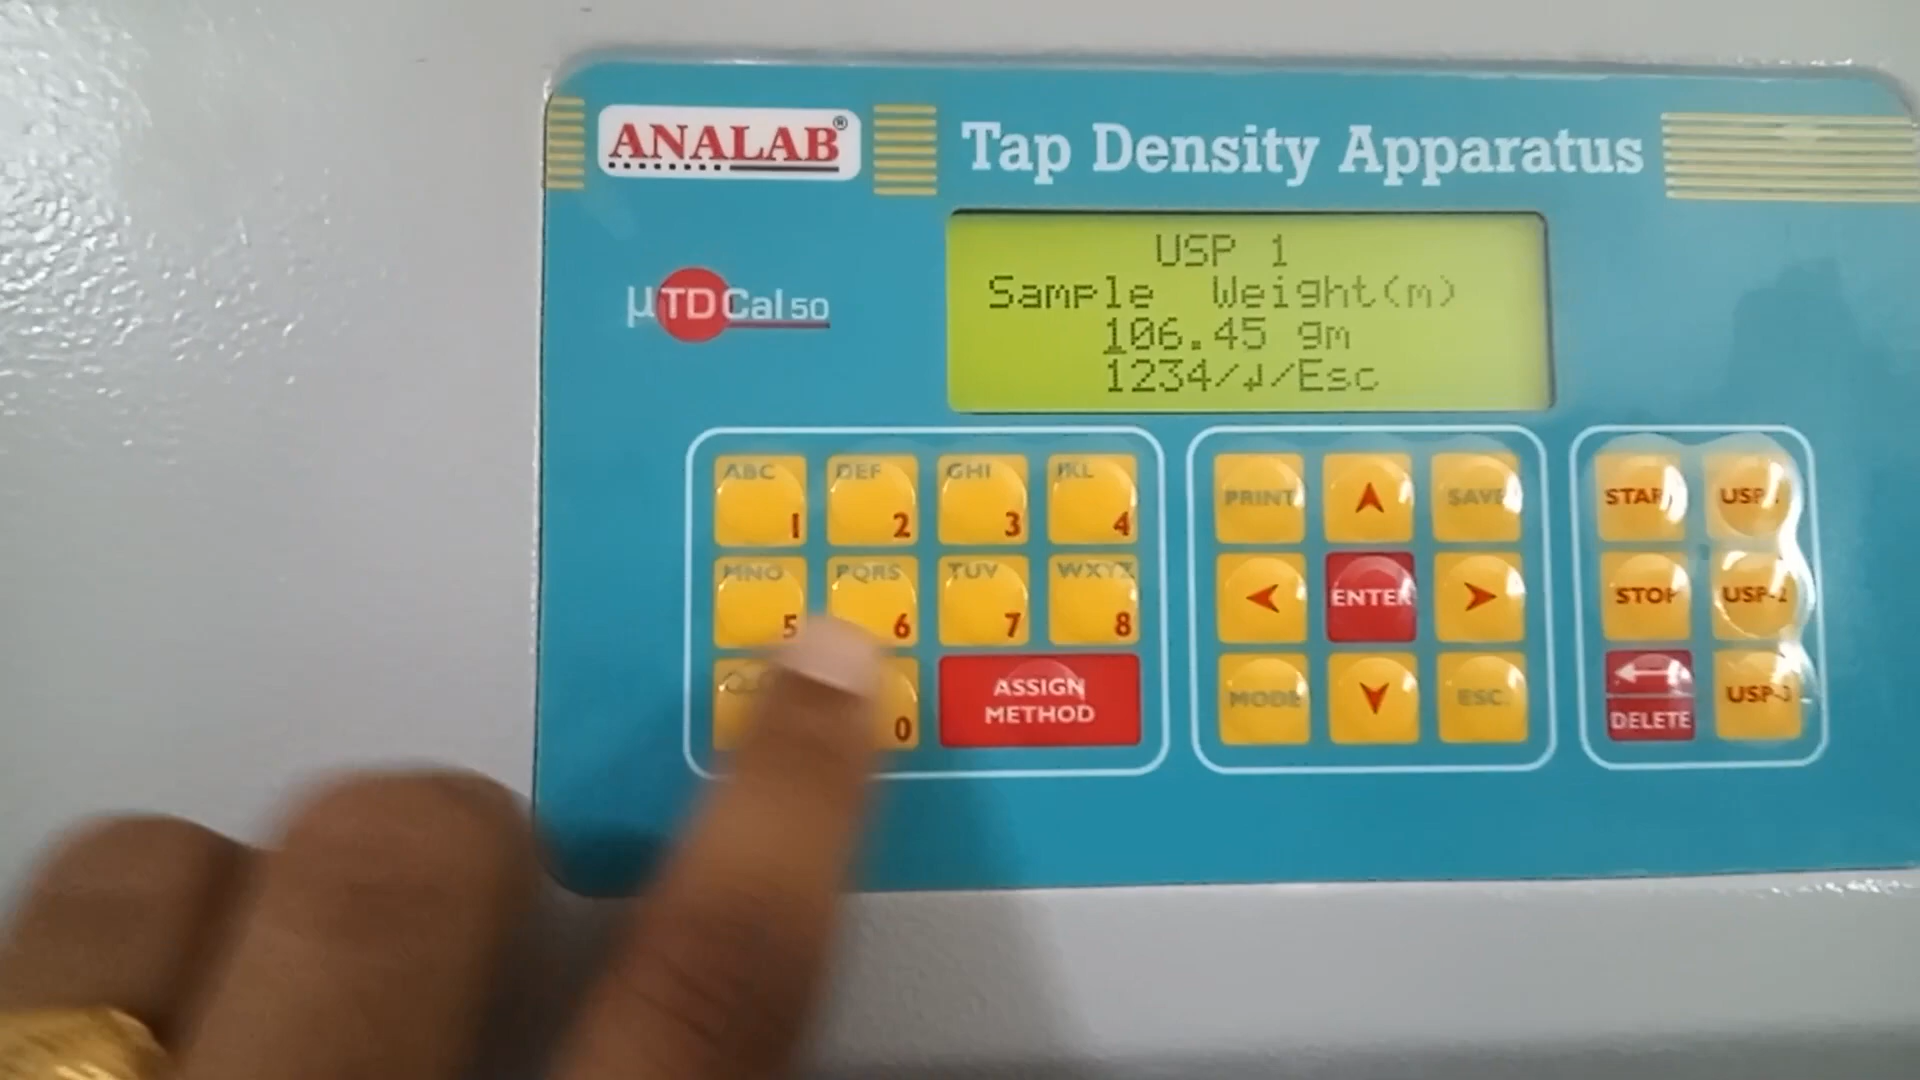 ANALAB®
Tap Density Apparatus
µTD Cal 50
USP 1
Sample Weight(m)
106.45 gm
1234/↲/Esc
ABC 1
DEF 2
GHI 3
JKL 4
PRINT
SAVE
START
USP-1
MNO 5
PQRS 6
TUV 7
WXYZ 8
ENTER
STOP
USP-2
0
ASSIGN
METHOD
MODE
ESC.
DELETE
USP-3